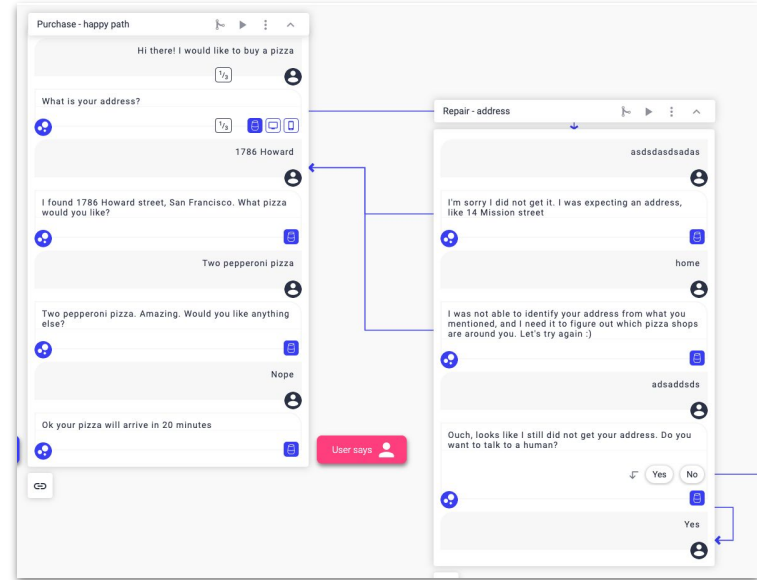 Purchase - happy path
Hi there! I would like to buy a pizza
1/3
What is your address?
1/3
1786 Howard
I found 1786 Howard street, San Francisco. What pizza
would you like?
Two pepperoni pizza
Two pepperoni pizza. Amazing. Would you like anything
else?
Nope
Ok your pizza will arrive in 20 minutes
User says
Repair - address
asdsdasdsadas
I'm sorry I did not get it. I was expecting an address,
like 14 Mission street
home
I was not able to identify your address from what you
mentioned, and I need it to figure out which pizza shops
are around you. Let's try again :)
adsaddsds
Ouch, looks like I still did not get your address. Do you
want to talk to a human?
Yes No
Yes